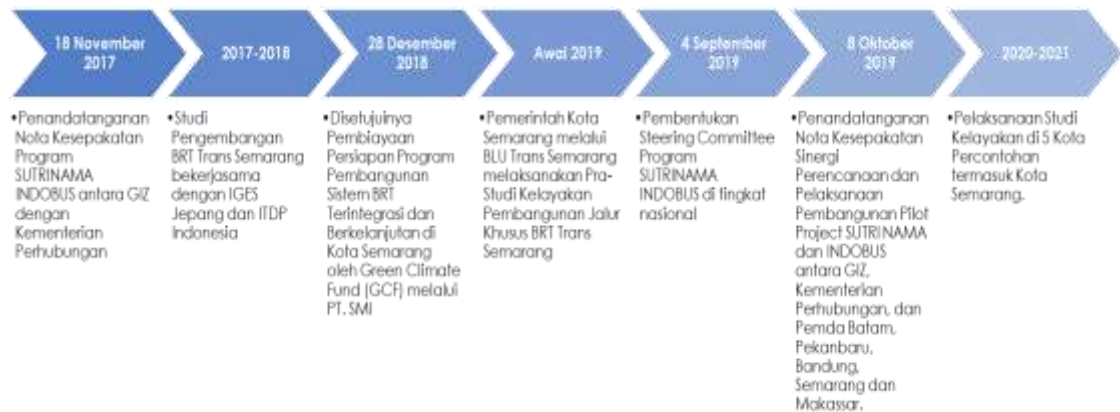 18 November
2017
2017-2018
28 Desember
2018
Awal 2019
4 September
2019
8 Oktober
2019
2020-2021
•Penandatanganan
Nota Kesepakatan
Program
SUTRINAMA
INDOBUS antara GIZ
dengan
Kementerian
Perhubungan
•Studi
Pengembangan
BRT Trans Semarang
bekerjasama
dengan IGES
Jepang dan ITDP
Indonesia
•Disetujuinya
Pembiayaan
Persiapan Program
Pembangunan
Sistem BRT
Terintegrasi dan
Berkelanjutan di
Kota Semarang
oleh Green Climate
Fund (GCF) melalui
PT. SMI
•Pemerintah Kota
Semarang melalui
BLU Trans Semarang
melaksanakan Pra-
Studi Kelayakan
Pembangunan Jalur
Khusus BRT Trans
Semarang
•Pembentukan
Steering Committee
Program
SUTRINAMA
INDOBUS di tingkat
nasional
•Penandatanganan
Nota Kesepakatan
Sinergi
Perencanaan dan
Pelaksanaan
Pembangunan Pilot
Project SUTRINAMA
dan INDOBUS
antara GIZ,
Kementerian
Perhubungan, dan
Pemda Batam,
Pekanbaru,
Bandung,
Semarang dan
Makassar.
•Pelaksanaan Studi
Kelayakan di 5 Kota
Percontohan
termasuk Kota
Semarang.